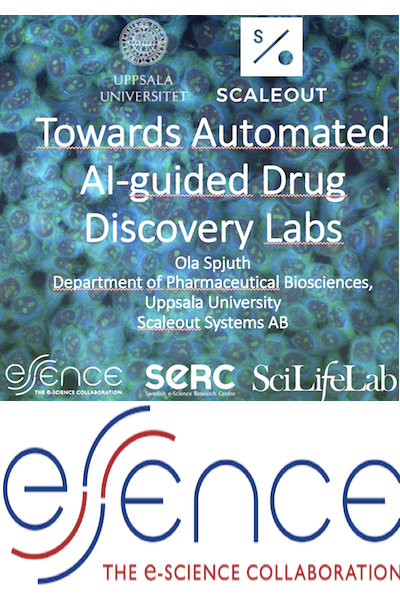 UPPSALA
UNIVERSITET
S/
SCALEOUT
Towards Automated
AI-guided Drug
Discovery Labs
Ola Spjuth
Department of Pharmaceutical Biosciences,
Uppsala University
Scaleout Systems AB
essence
THE e-SCIENCE COLLABORATION
SeRC
Swedish e-Science Research Centre
SciLifeLab
essence
THE e-SCIENCE COLLABORATION